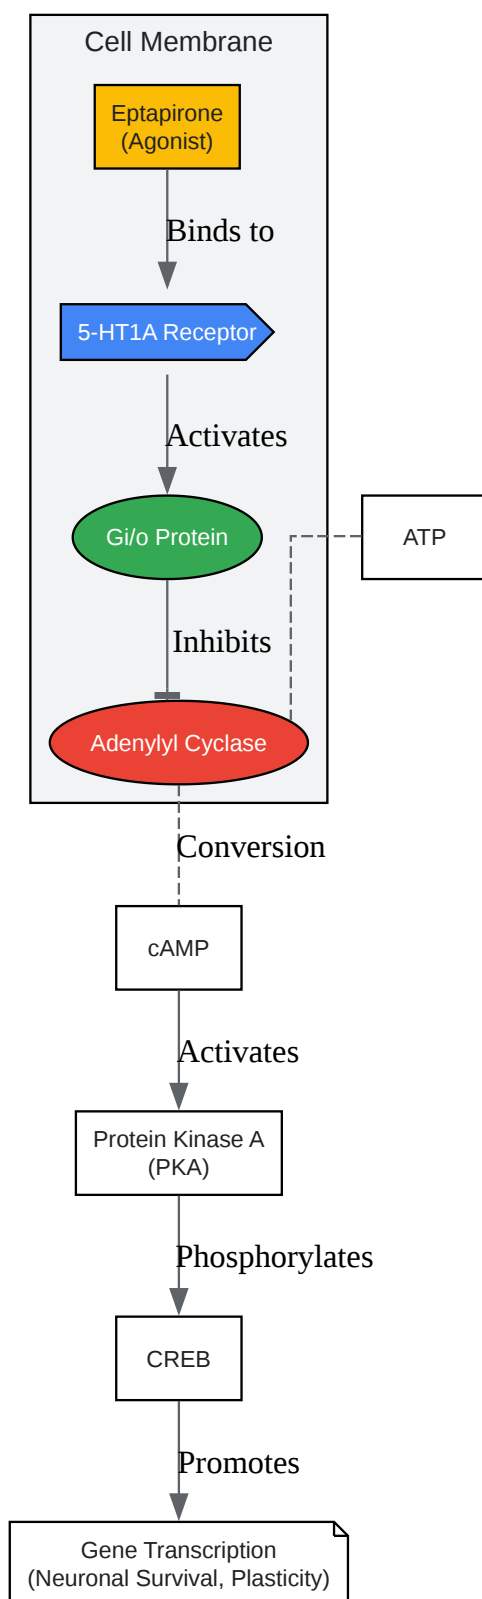 Cell Membrane
Eptapirone
(Agonist)
Binds to
5-HT1A Receptor
Activates
Gi/o Protein
ATP
Inhibits
Adenylyl Cyclase
Conversion
cAMP
Activates
Protein Kinase A
(PKA)
Phosphorylates
CREB
Promotes
Gene Transcription
(Neuronal Survival, Plasticity)